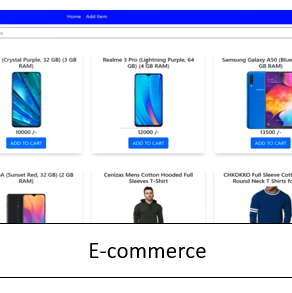 Home Add Item
(Crystal Purple, 32 GB) (3 GB
RAM)
10000 /-
ADD TO CART
Realme 3 Pro (Lightning Purple, 64
GB) (4 GB RAM)
12000 /-
ADD TO CART
Samsung Galaxy A50 (Blue
GB RAM)
13500 /-
ADD TO CART
A (Sunset Red, 32 GB) (2 GB
RAM)
Cenizas Mens Cotton Hooded Full
Sleeves T-Shirt
CHKOKKO Full Sleeve Cott
Round Neck T Shirts fo
E-commerce